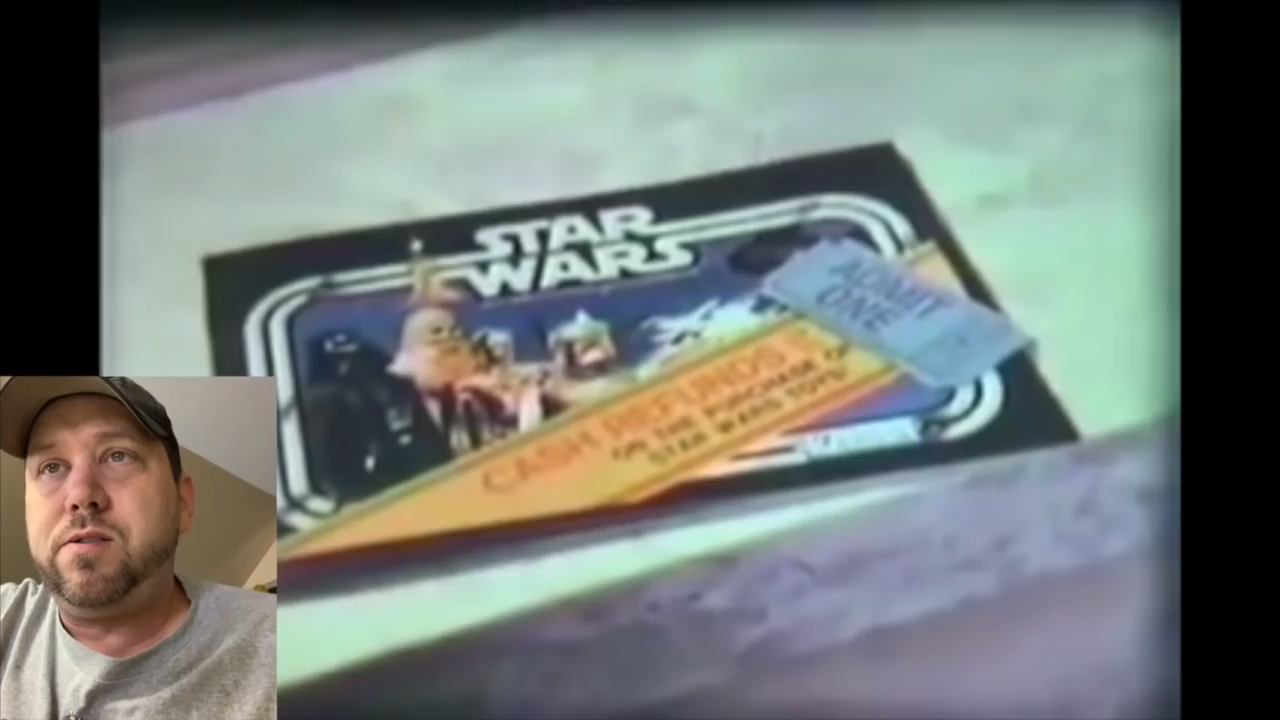 STAR
WARS
ADMIT
ONE
CASH REFUNDS
ON THE PURCHASE OF
STAR WARS TOYS